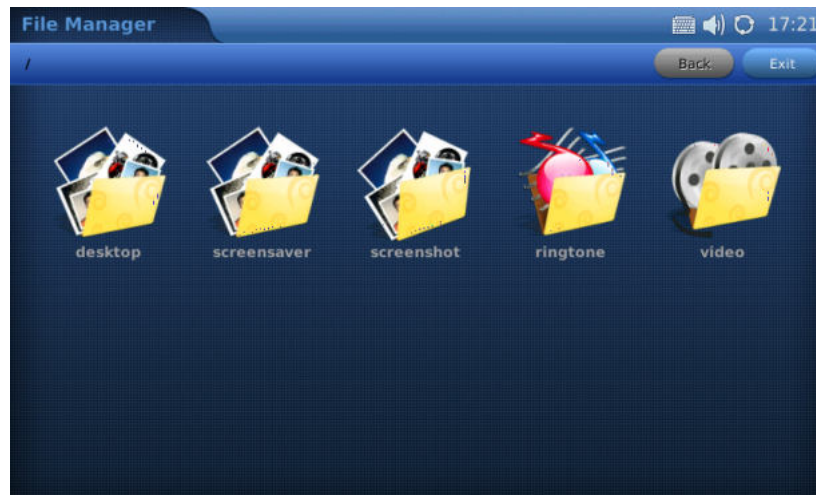 File Manager 17:21
/ Back Exit
desktop screensaver screenshot ringtone video